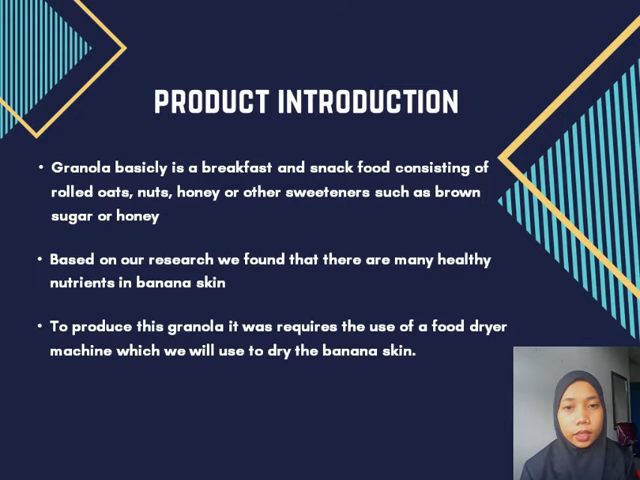 PRODUCT INTRODUCTION
• Granola basicly is a breakfast and snack food consisting of
rolled oats, nuts, honey or other sweeteners such as brown
sugar or honey
• Based on our research we found that there are many healthy
nutrients in banana skin
• To produce this granola it was requires the use of a food dryer
machine which we will use to dry the banana skin.